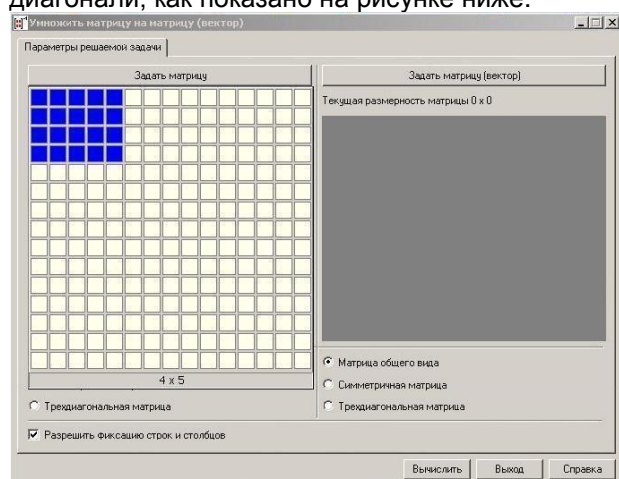 диагонали, как показано на рисунке ниже.
Умножить матрицу на матрицу (вектор)
Параметры решаемой задачи
Задать матрицу
Задать матрицу (вектор)
Текущая размерность матрицы 0 x 0
4 x 5
Трехдиагональная матрица
Матрица общего вида
Симметричная матрица
Трехдиагональная матрица
Разрешить фиксацию строк и столбцов
Вычислить
Выход
Справка